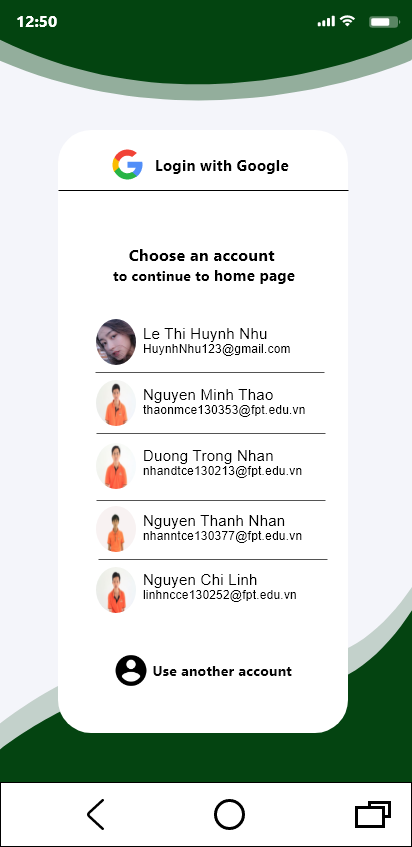 12:50
Login with Google
Choose an account
to continue to home page
Le Thi Huynh Nhu
HuynhNhu123@gmail.com
Nguyen Minh Thao
thaonmce130353@fpt.edu.vn
Duong Trong Nhan
nhandtce130213@fpt.edu.vn
Nguyen Thanh Nhan
nhanntce130377@fpt.edu.vn
Nguyen Chi Linh
linhncce130252@fpt.edu.vn
Use another account